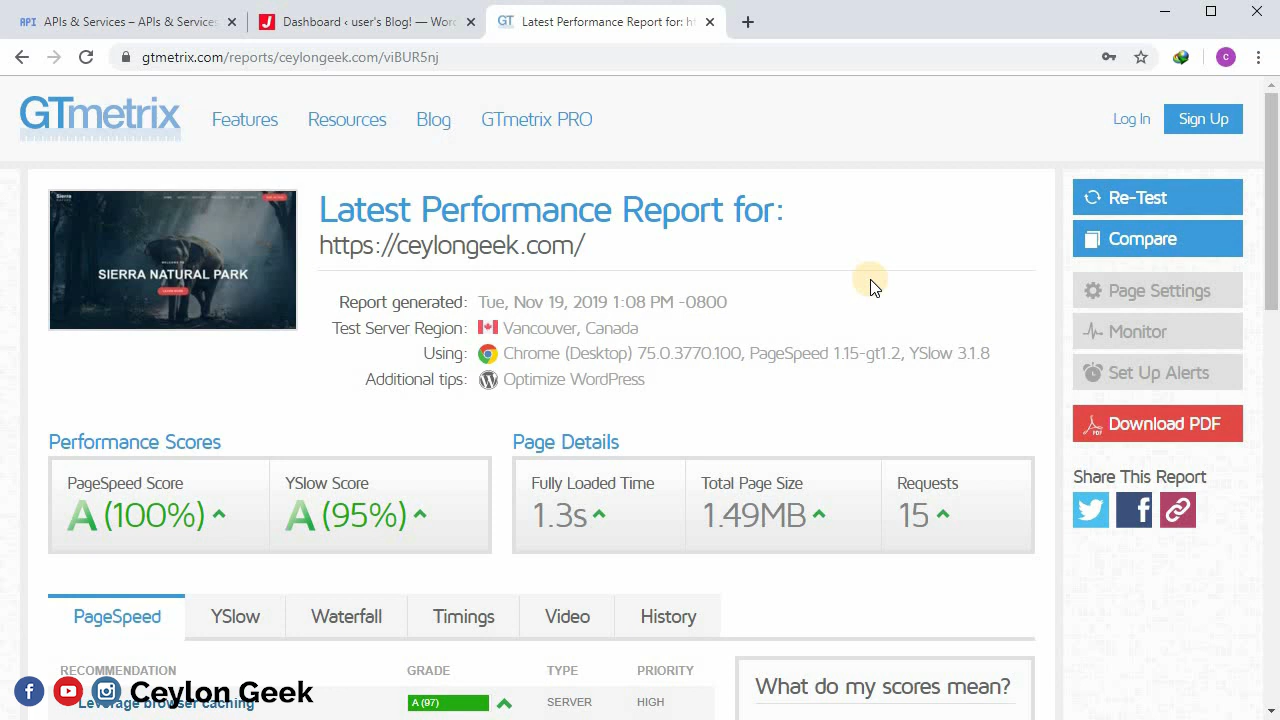 API APIs & Services – APIs & Services
J Dashboard ‹ user's Blog! — Wor
GT Latest Performance Report for: h
gtmetrix.com/reports/ceylongeek.com/viBUR5nj
c
GTmetrix
Features
Resources
Blog
GTmetrix PRO
Log In
Sign Up
Sierra
SIERRA NATURAL PARK
Latest Performance Report for:
https://ceylongeek.com/
Report generated: Tue, Nov 19, 2019 1:08 PM -0800
Test Server Region: Vancouver, Canada
Using: Chrome (Desktop) 75.0.3770.100, PageSpeed 1.15-gt1.2, YSlow 3.1.8
Additional tips: Optimize WordPress
Re-Test
Compare
Page Settings
Monitor
Set Up Alerts
PDF Download PDF
Share This Report
Performance Scores
PageSpeed Score
A (100%)
YSlow Score
A (95%)
Page Details
Fully Loaded Time
1.3s
Total Page Size
1.49MB
Requests
15
PageSpeed
YSlow
Waterfall
Timings
Video
History
RECOMMENDATION GRADE TYPE PRIORITY
Leverage browser caching A (97) SERVER HIGH
What do my scores mean?
Ceylon Geek